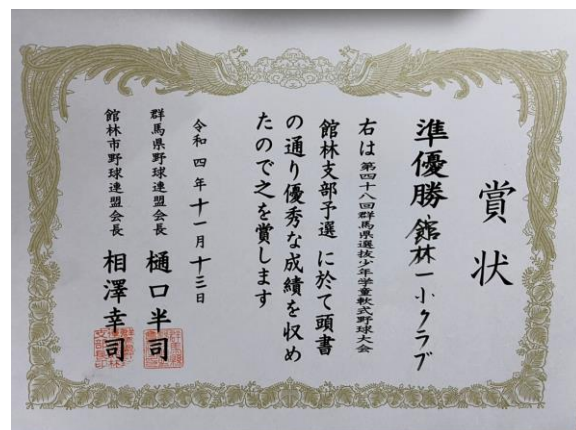 賞状
準優勝 館林一小クラブ
右は第四十八回群馬県選抜少年学童軟式野球大会
館林支部予選 に於て頭書
の通り優秀な成績を収め
たので之を賞します
令和四年十一月十三日
群馬県野球連盟会長 樋口半司
館林市野球連盟会長 相澤幸司